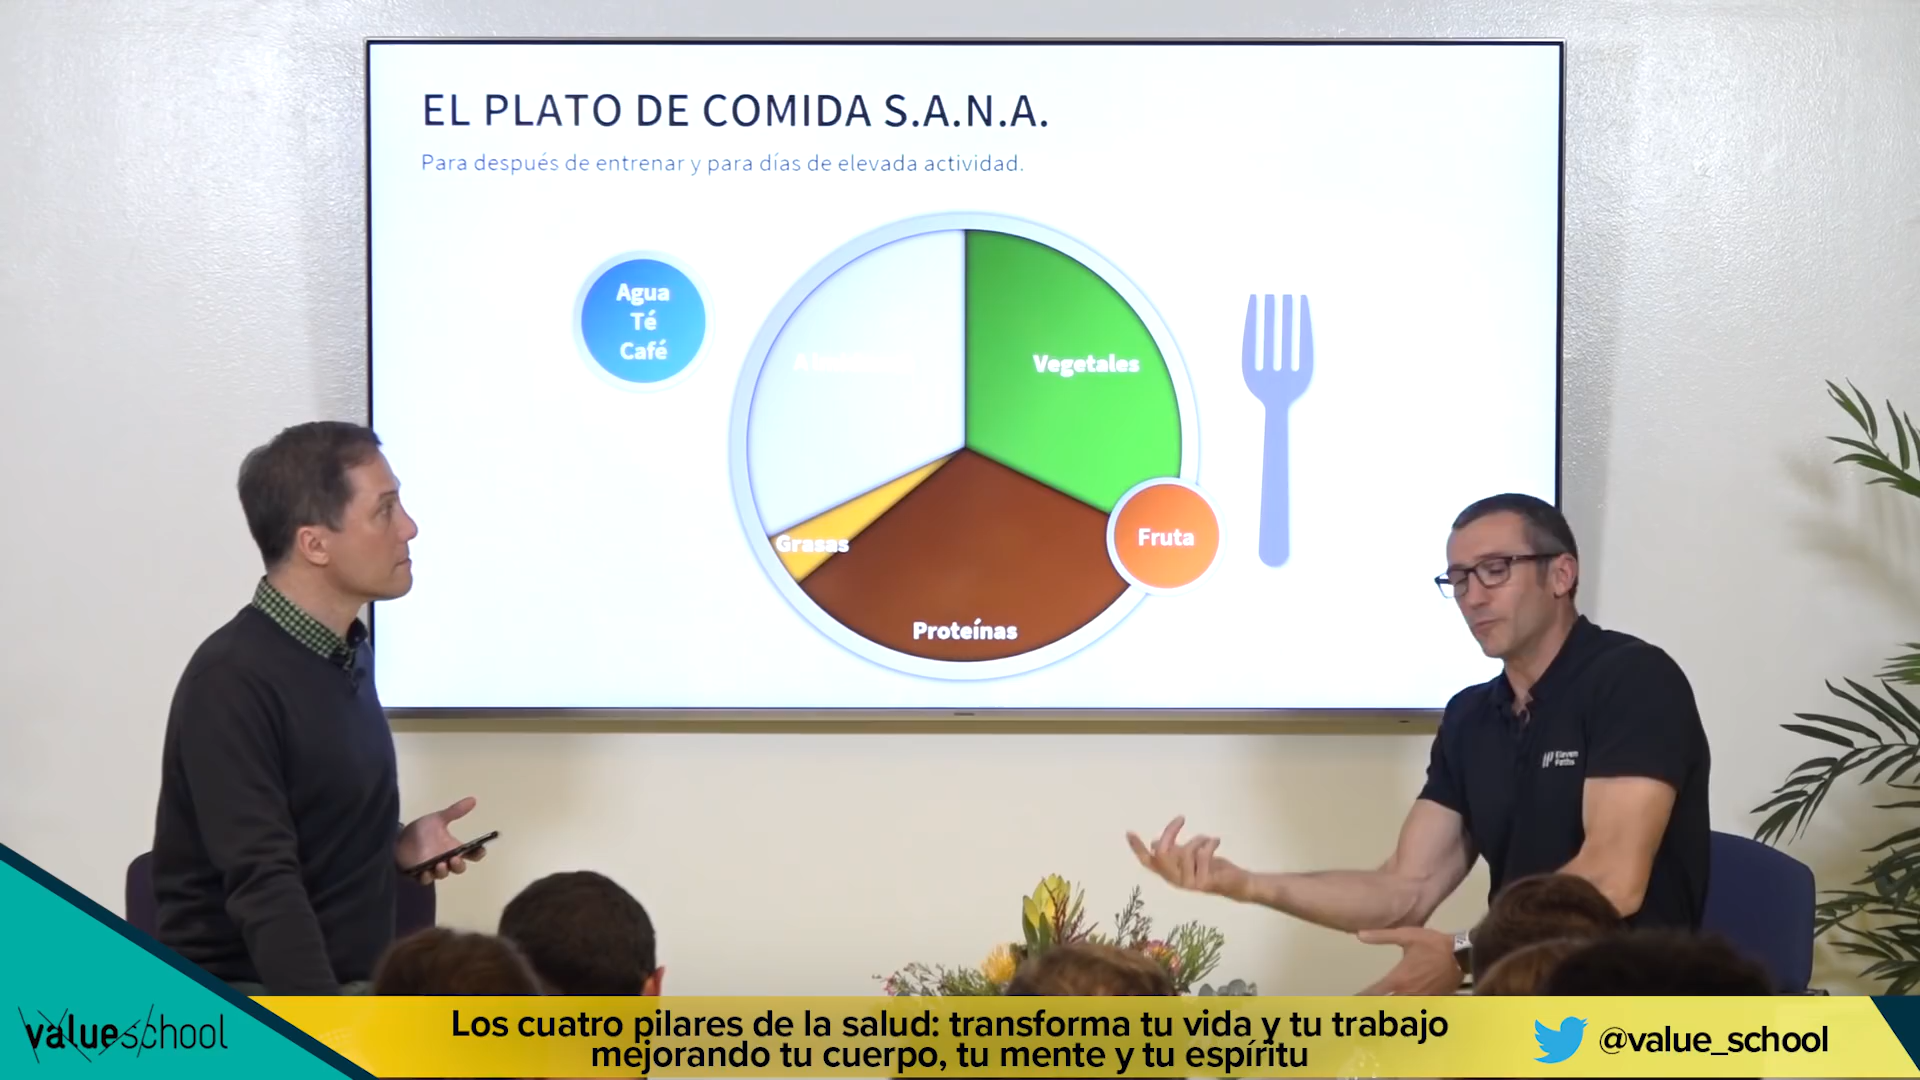 EL PLATO DE COMIDA S.A.N.A.
Para después de entrenar y para días de elevada actividad.
Agua
Té
Café
Vegetales
Grasas
Fruta
Proteínas
Eleven
Paths
valueschool
Los cuatro pilares de la salud: transforma tu vida y tu trabajo
mejorando tu cuerpo, tu mente y tu espíritu
@value_school